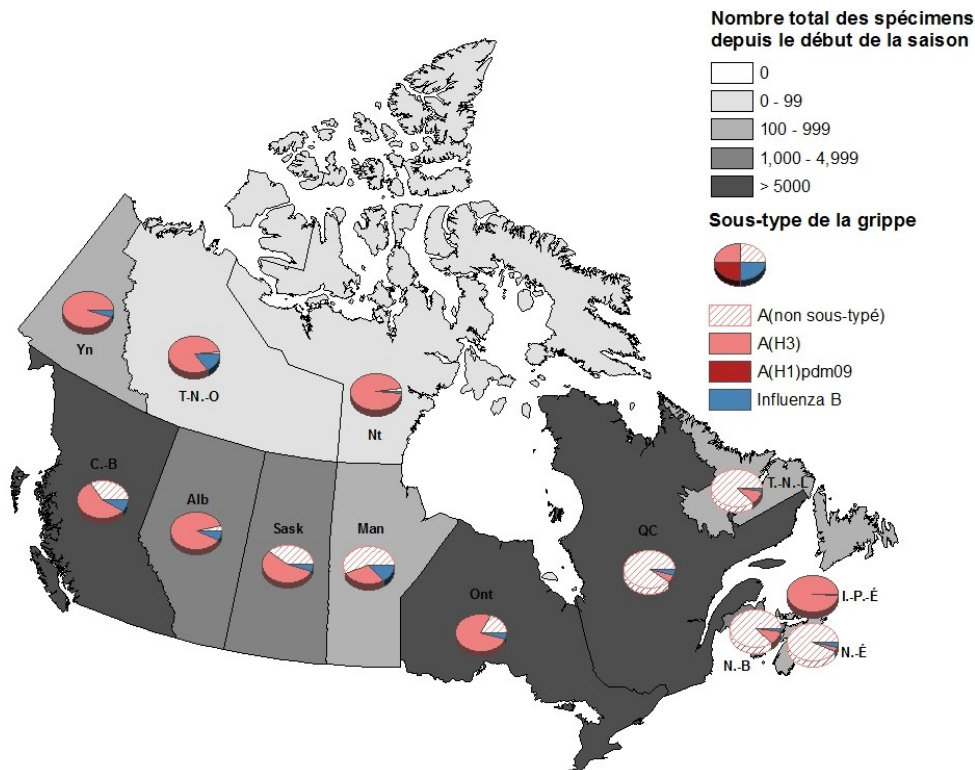 Nombre total des spécimens
depuis le début de la saison
0
0 - 99
100 - 999
1,000 - 4,999
> 5000
Sous-type de la grippe
A(non sous-typé)
A(H3)
A(H1)pdm09
Influenza B
Yn
T-N.-O
Nt
C.-B
Alb
Sask
Man
Ont
QC
T.-N.-L
I.-P.-É
N.-B
N.-É